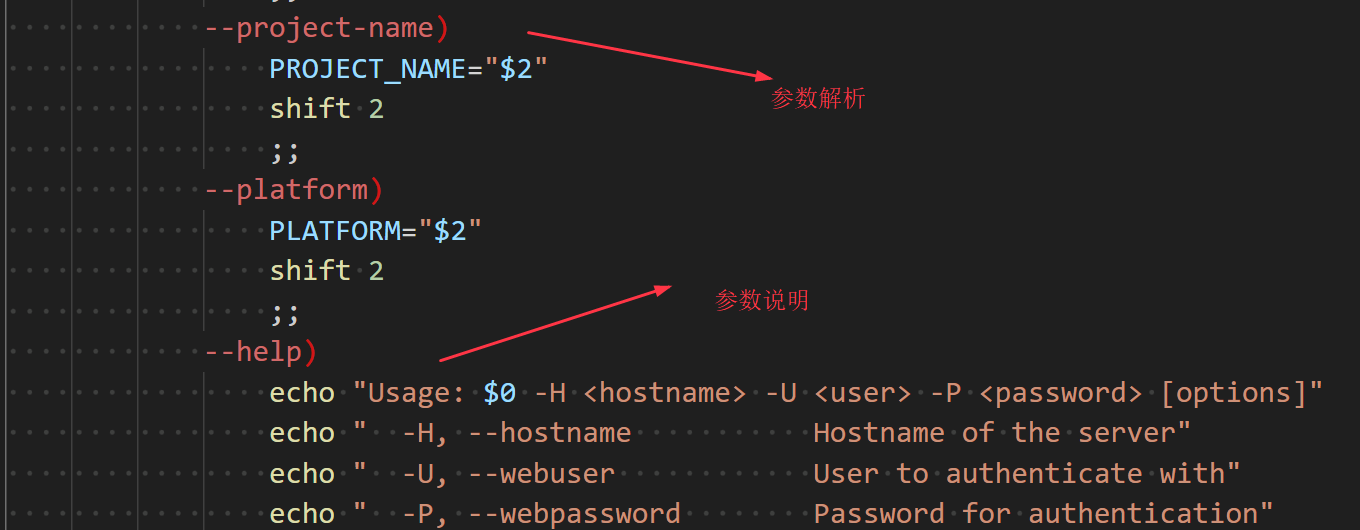 ;;
--project-name)
PROJECT_NAME="$2"
参数解析
shift 2
;;
--platform)
PLATFORM="$2"
shift 2
参数说明
;;
--help)
echo "Usage: $0 -H <hostname> -U <user> -P <password> [options]"
echo "  -H, --hostname           Hostname of the server"
echo "  -U, --webuser            User to authenticate with"
echo "  -P, --webpassword        Password for authentication"